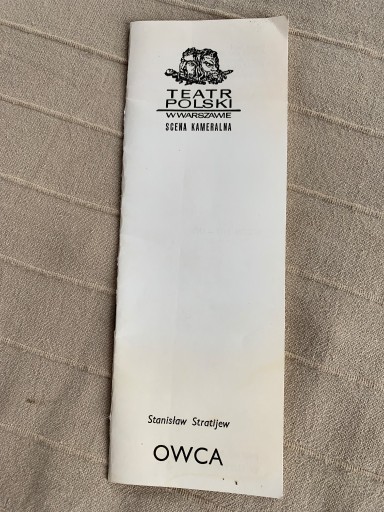 TEATR
POLSKI
W WARSZAWIE
SCENA KAMERALNA
Stanisław Stratijew
OWCA